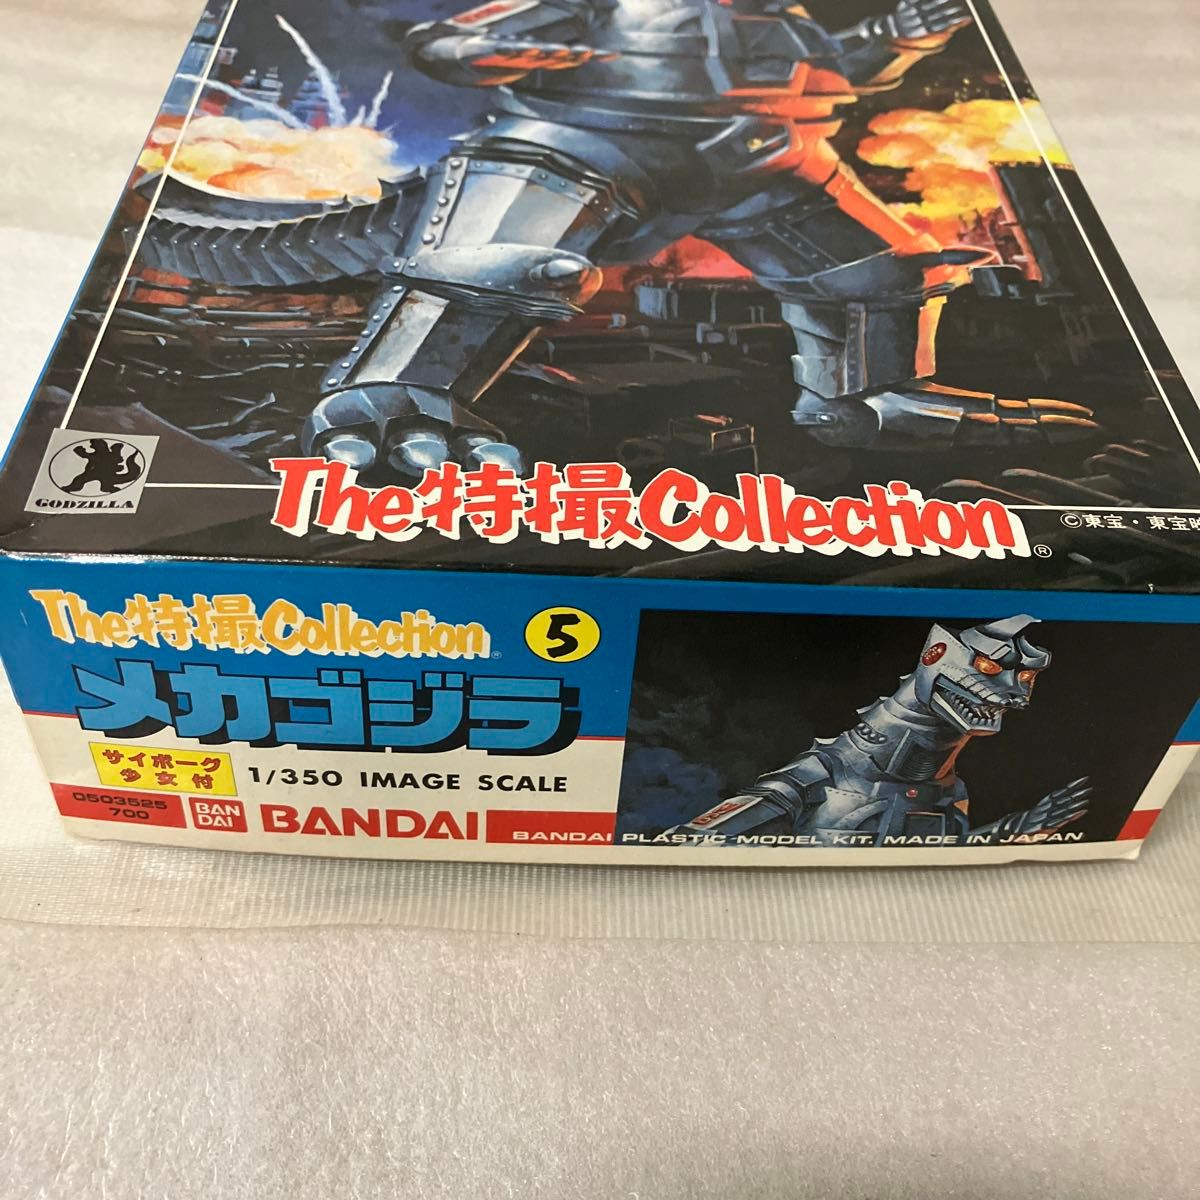 GODZILLA
The特撮Collection
®
©東宝・東宝映
The特撮Collection
5
メカゴジラ
サイボーグ
少女付
1/350 IMAGE SCALE
0503525
700
BAN
DAI
BANDAI
BANDAI PLASTIC MODEL KIT. MADE IN JAPAN